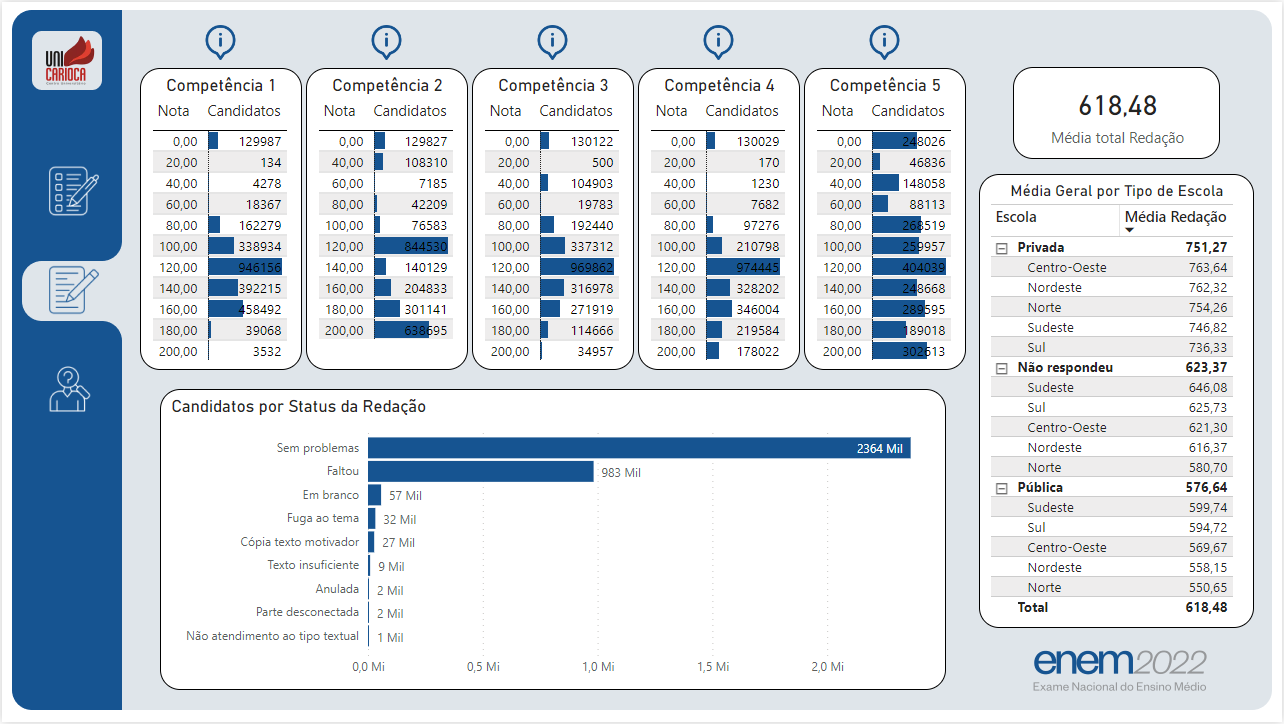 UNI
CARIOCA
Competência 1
Nota Candidatos
0,00 129987
20,00 134
40,00 4278
60,00 18367
80,00 162279
100,00 338934
120,00 946156
140,00 392215
160,00 458492
180,00 39068
200,00 3532
Competência 2
Nota Candidatos
0,00 129827
40,00 108310
60,00 7185
80,00 42209
100,00 76583
120,00 844530
140,00 140129
160,00 204833
180,00 301141
200,00 638695
Competência 3
Nota Candidatos
0,00 130122
20,00 500
40,00 104903
60,00 19783
80,00 192440
100,00 337312
120,00 969862
140,00 316978
160,00 271919
180,00 114666
200,00 34957
Competência 4
Nota Candidatos
0,00 130029
20,00 170
40,00 1230
60,00 7682
80,00 97276
100,00 210798
120,00 974445
140,00 328202
160,00 346004
180,00 219584
200,00 178022
Competência 5
Nota Candidatos
0,00 248026
20,00 46836
40,00 148058
60,00 88113
80,00 268519
100,00 259957
120,00 404039
140,00 248668
160,00 289595
180,00 189018
200,00 302613
618,48
Média total Redação
Média Geral por Tipo de Escola
Escola Média Redação
Privada 751,27
Centro-Oeste 763,64
Nordeste 762,32
Norte 754,26
Sudeste 746,82
Sul 736,33
Não respondeu 623,37
Sudeste 646,08
Sul 625,73
Centro-Oeste 621,30
Nordeste 616,37
Norte 580,70
Pública 576,64
Sudeste 599,74
Sul 594,72
Centro-Oeste 569,67
Nordeste 558,15
Norte 550,65
Total 618,48
Candidatos por Status da Redação
Sem problemas 2364 Mil
Faltou 983 Mil
Em branco 57 Mil
Fuga ao tema 32 Mil
Cópia texto motivador 27 Mil
Texto insuficiente 9 Mil
Anulada 2 Mil
Parte desconectada 2 Mil
Não atendimento ao tipo textual 1 Mil
0,0 Mi 0,5 Mi 1,0 Mi 1,5 Mi 2,0 Mi
enem2022
Exame Nacional do Ensino Médio